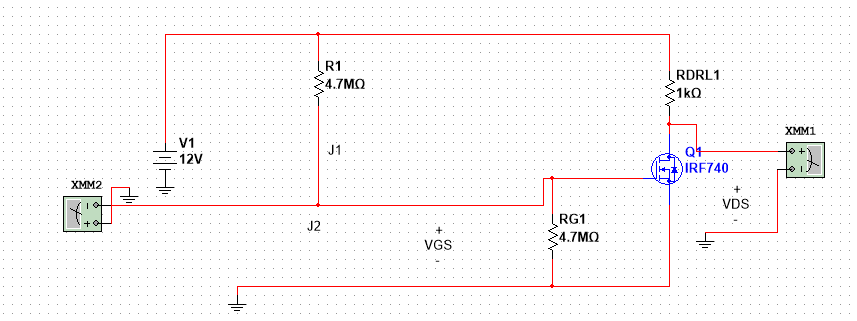 R1
4.7MΩ
RDRL1
1kΩ
XMM1
+
-
V1
12V
J1
Q1
IRF740
XMM2
-
+
+
VDS
-
J2
RG1
4.7MΩ
+
VGS
-